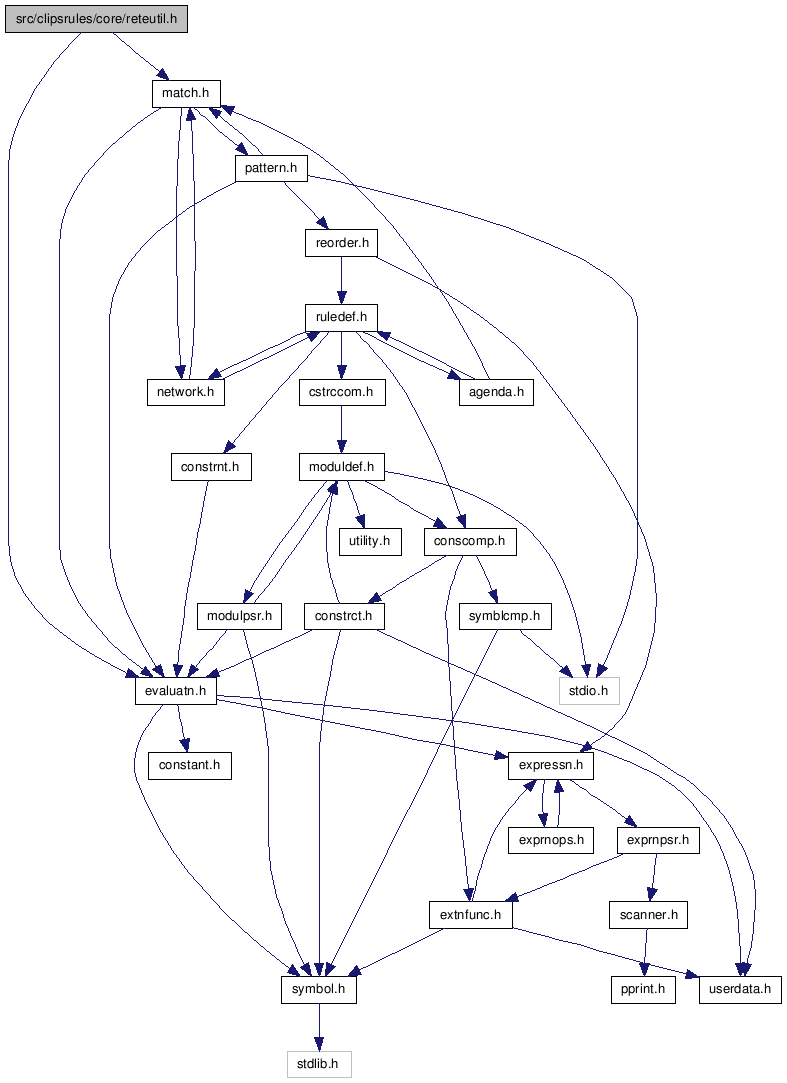 src/clipsrules/core/reteutil.h
match.h
pattern.h
reorder.h
ruledef.h
network.h
cstrccom.h
agenda.h
constrnt.h
moduldef.h
utility.h
conscomp.h
modulpsr.h
constrct.h
symblcmp.h
evaluatn.h
stdio.h
constant.h
expressn.h
exprnops.h
exprnpsr.h
extnfunc.h
scanner.h
symbol.h
pprint.h
userdata.h
stdlib.h